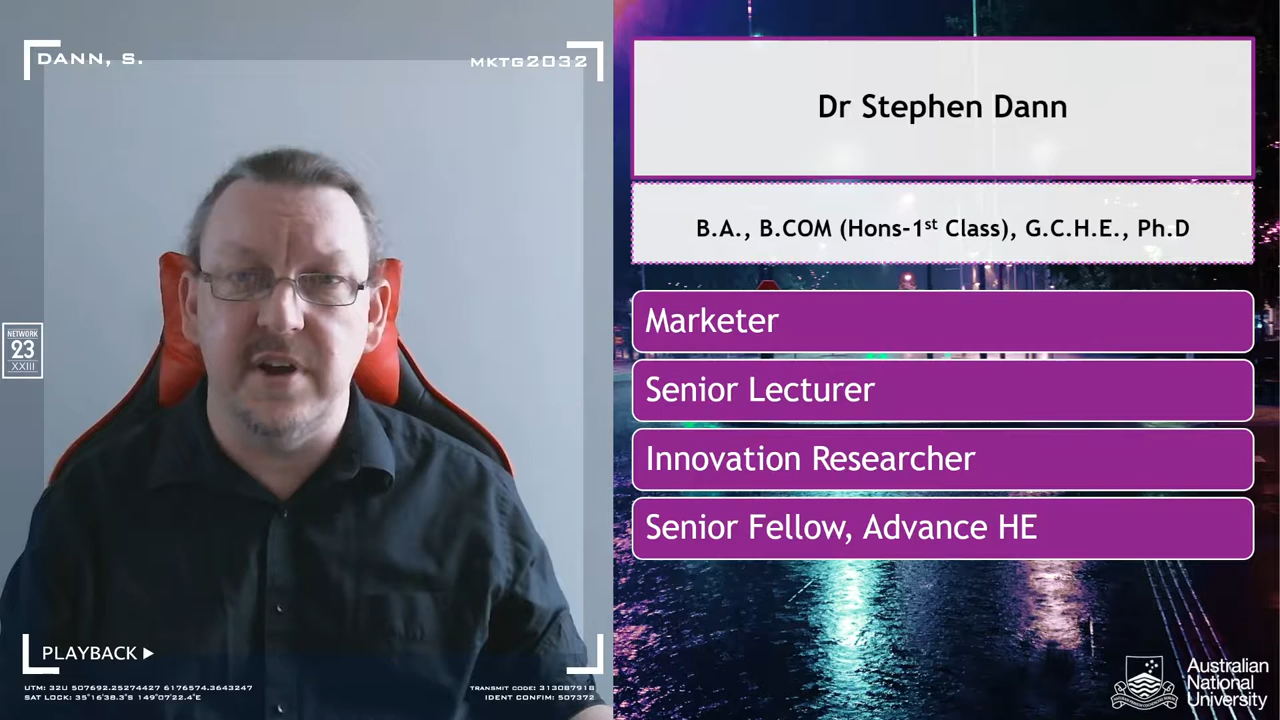 DANN, S.
MKTG2032
NETWORK
23
XXIII
PLAYBACK
UTM: 32U 507692.25274427 6176574.3643247
SAT LOCK: 35°16'38.3"S 149°07'22.4"E
TRANSMIT CODE: 313087918
IDENT CONFIM: 507372
Dr Stephen Dann
B.A., B.COM (Hons-1st Class), G.C.H.E., Ph.D
Marketer
Senior Lecturer
Innovation Researcher
Senior Fellow, Advance HE
Australian
National
University